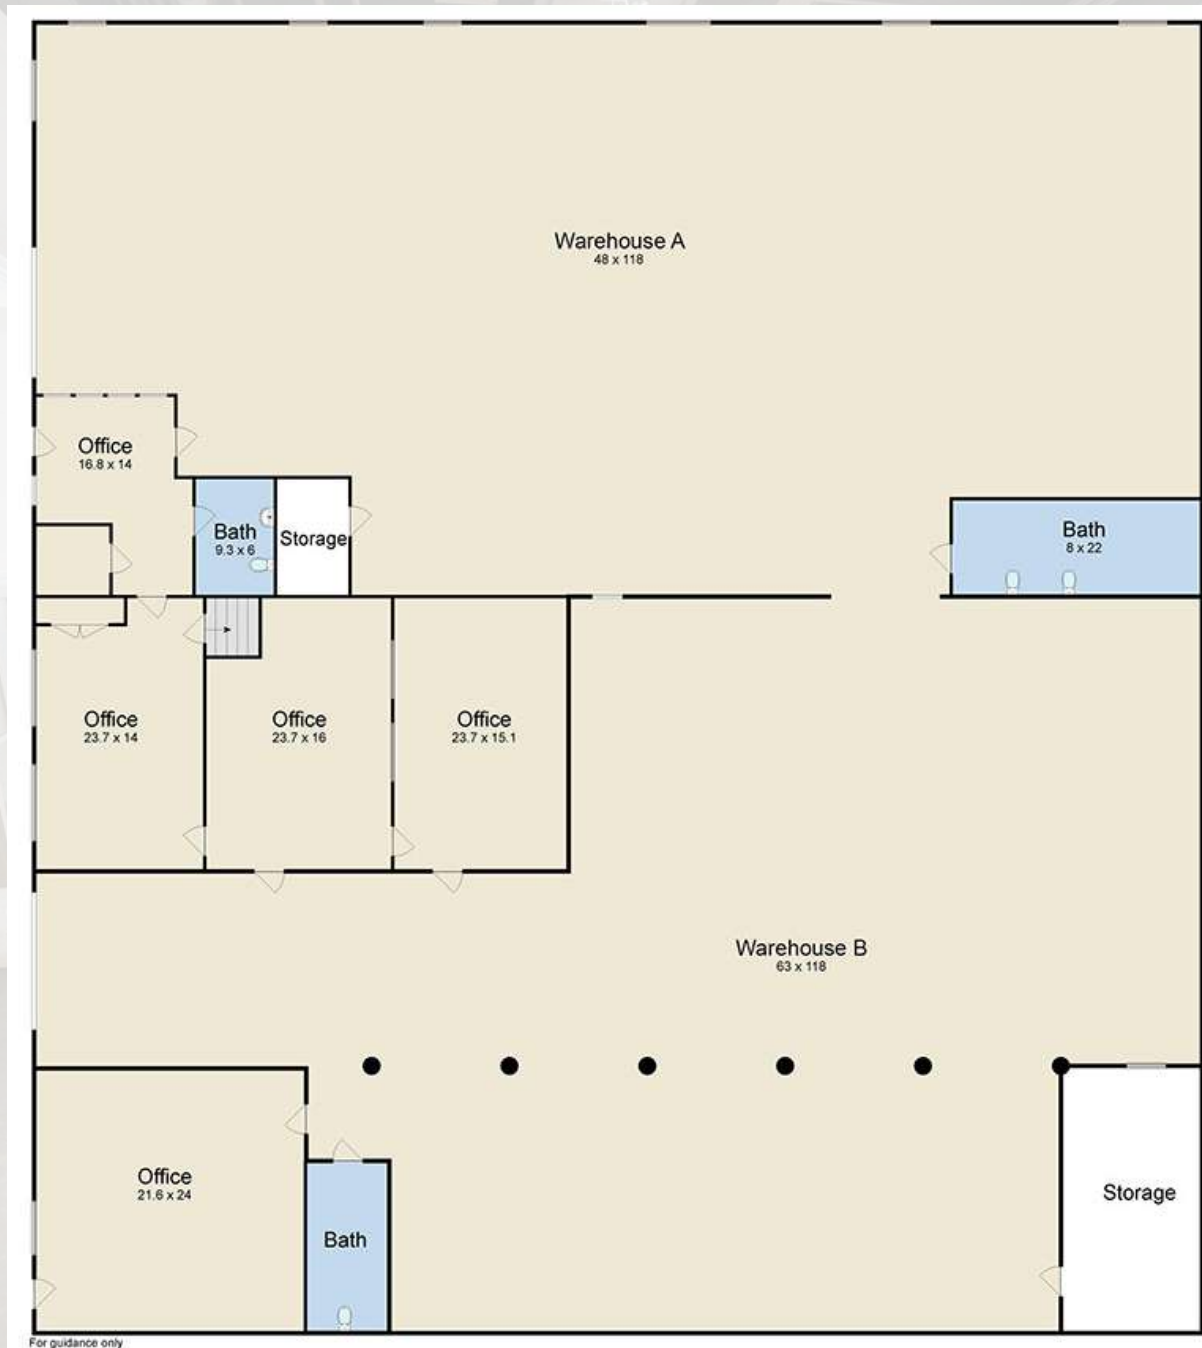 Warehouse A
48 x 118
Office
16.8 x 14
Bath
9.3 x 6
Storage
Bath
8 x 22
Office
23.7 x 14
Office
23.7 x 16
Office
23.7 x 15.1
Warehouse B
63 x 118
Office
21.6 x 24
Bath
Storage
For guidance only